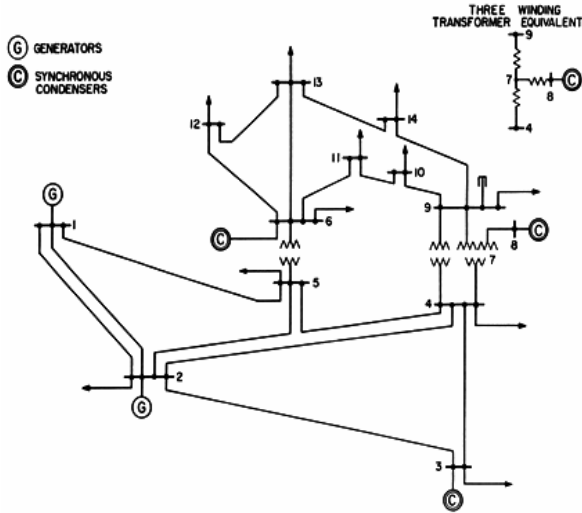 THREE WINDING
TRANSFORMER EQUIVALENT
9
7
C
8
4
G GENERATORS
C SYNCHRONOUS
CONDENSERS
13
14
12
11
10
G
1
9
6
C
8
C
7
5
4
2
G
3
C